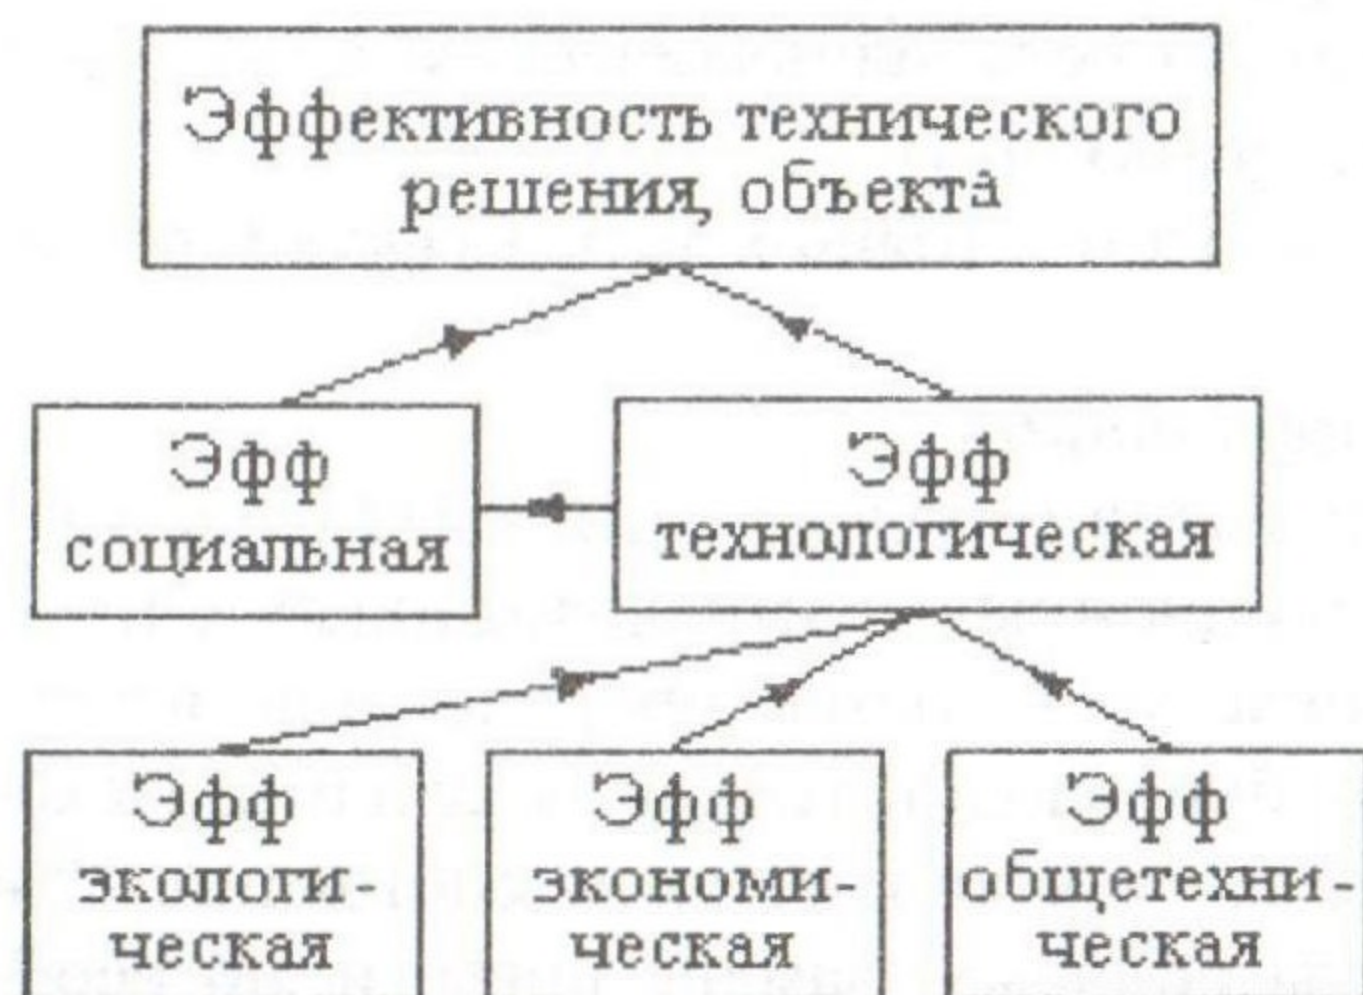 Эффективность технического
решения, объекта
Эфф
социальная
Эфф
технологическая
Эфф
экологи-
ческая
Эфф
экономи-
ческая
Эфф
общетехни-
ческая